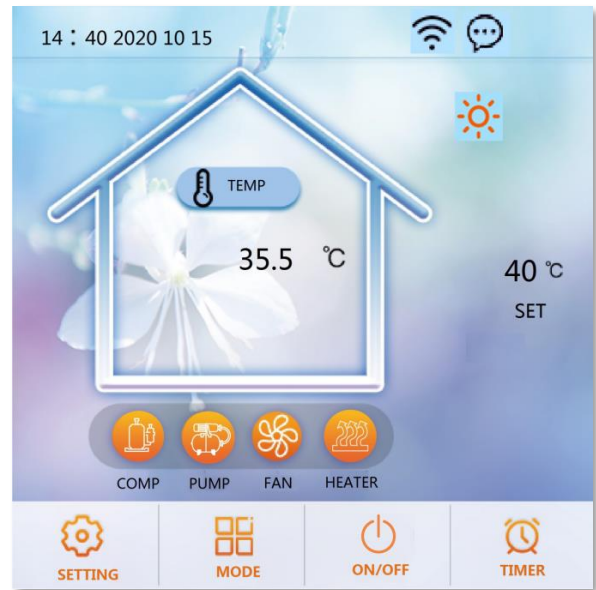 14：40 2020 10 15
TEMP
35.5 ℃
40 ℃
SET
COMP PUMP FAN HEATER
SETTING MODE ON/OFF TIMER